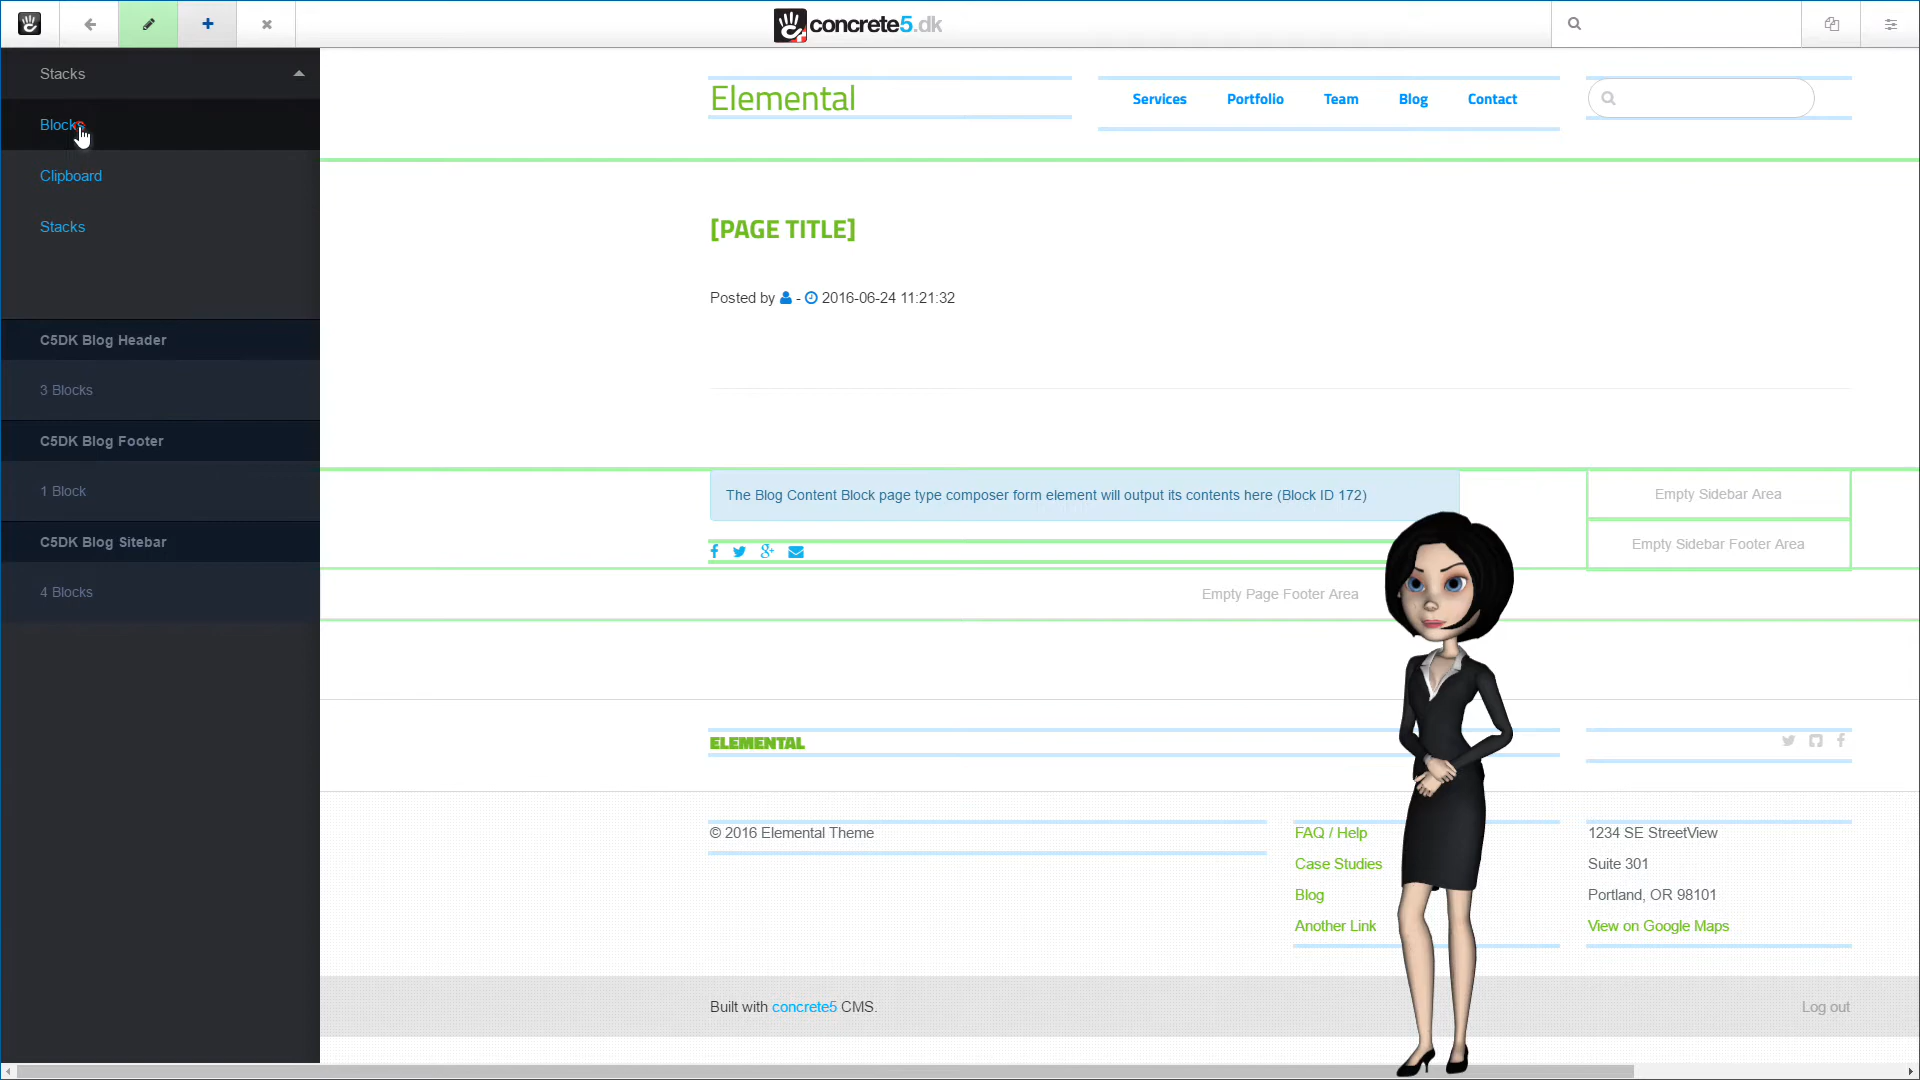 concrete5.dk
Stacks
Blocks
Clipboard
Stacks
C5DK Blog Header
3 Blocks
C5DK Blog Footer
1 Block
C5DK Blog Sitebar
4 Blocks
Elemental
Services
Portfolio
Team
Blog
Contact
[PAGE TITLE]
Posted by - 2016-06-24 11:21:32
The Blog Content Block page type composer form element will output its contents here (Block ID 172)
Empty Sidebar Area
Empty Sidebar Footer Area
Empty Page Footer Area
ELEMENTAL
© 2016 Elemental Theme
FAQ / Help
Case Studies
Blog
Another Link
1234 SE StreetView
Suite 301
Portland, OR 98101
View on Google Maps
Built with concrete5 CMS.
Log out